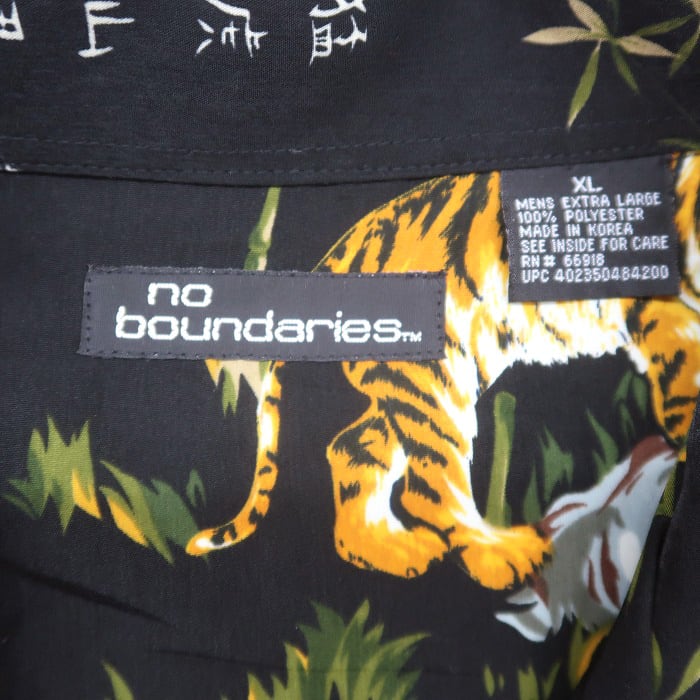 山
XL
MENS EXTRA LARGE
100% POLYESTER
MADE IN KOREA
SEE INSIDE FOR CARE
RN# 66918
UPC 402350484200
no
boundaries™